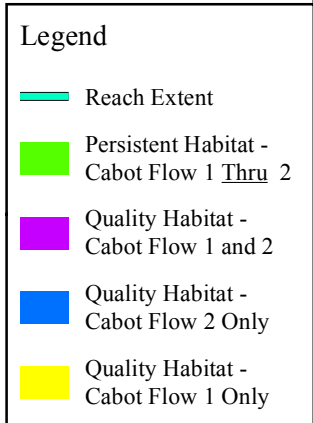 Legend
Reach Extent
Persistent Habitat -
Cabot Flow 1 Thru 2
Quality Habitat -
Cabot Flow 1 and 2
Quality Habitat -
Cabot Flow 2 Only
Quality Habitat -
Cabot Flow 1 Only